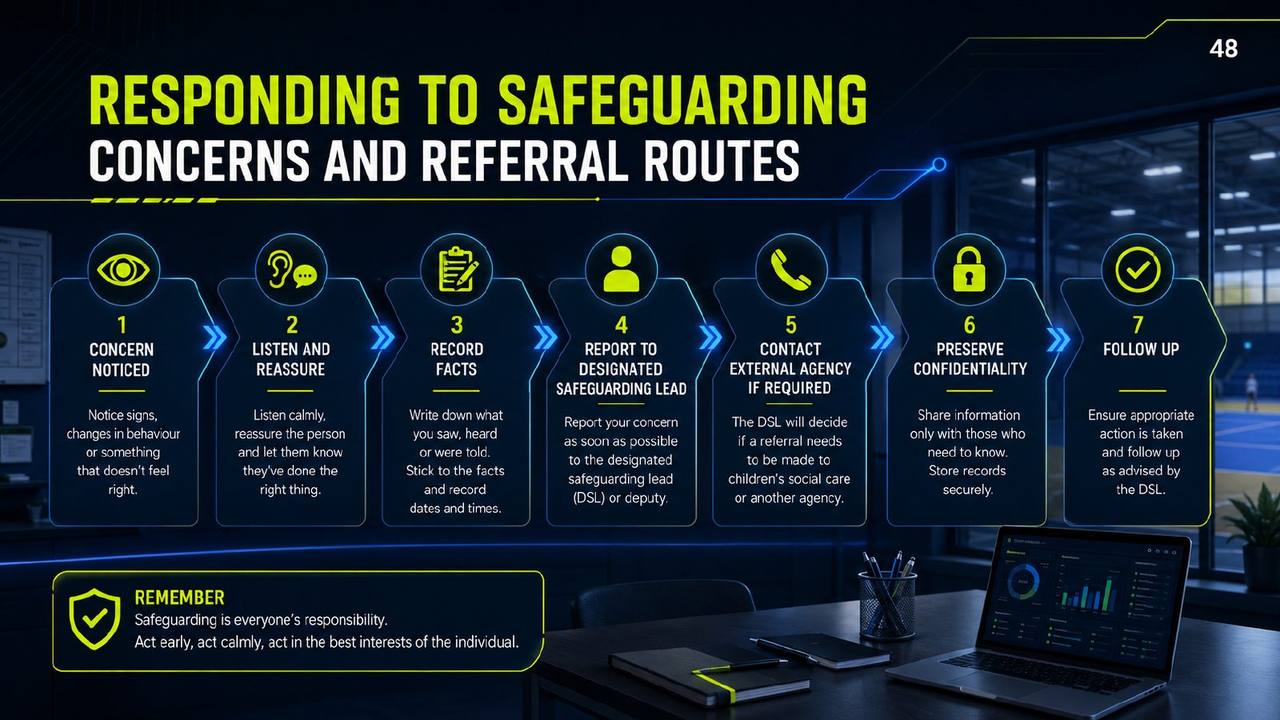 48
RESPONDING TO SAFEGUARDING
CONCERNS AND REFERRAL ROUTES
1
CONCERN
NOTICED
Notice signs,
changes in behaviour
or something
that doesn't feel
right.
2
LISTEN AND
REASSURE
Listen calmly,
reassure the person
and let them know
they've done the
right thing.
3
RECORD
FACTS
Write down what
you saw, heard
or were told.
Stick to the facts
and record
dates and times.
4
REPORT TO
DESIGNATED
SAFEGUARDING LEAD
Report your concern
as soon as possible
to the designated
safeguarding lead
(DSL) or deputy.
5
CONTACT
EXTERNAL AGENCY
IF REQUIRED
The DSL will decide
if a referral needs
to be made to
children's social care
or another agency.
6
PRESERVE
CONFIDENTIALITY
Share information
only with those who
need to know.
Store records
securely.
7
FOLLOW UP
Ensure appropriate
action is taken
and follow up
as advised by
the DSL.
REMEMBER
Safeguarding is everyone's responsibility.
Act early, act calmly, act in the best interests of the individual.